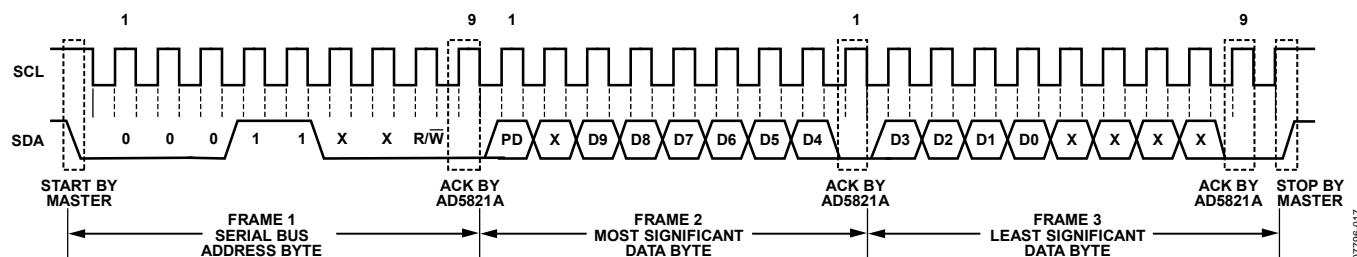 1 9 1 1 9
SCL
SDA 0 0 0 1 1 X X R/W̅ PD X D9 D8 D7 D6 D5 D4 D3 D2 D1 D0 X X X X
START BY
MASTER
ACK BY
AD5821A
ACK BY
AD5821A
ACK BY
AD5821A
STOP BY
MASTER
FRAME 1
SERIAL BUS
ADDRESS BYTE
FRAME 2
MOST SIGNIFICANT
DATA BYTE
FRAME 3
LEAST SIGNIFICANT
DATA BYTE
07796-017